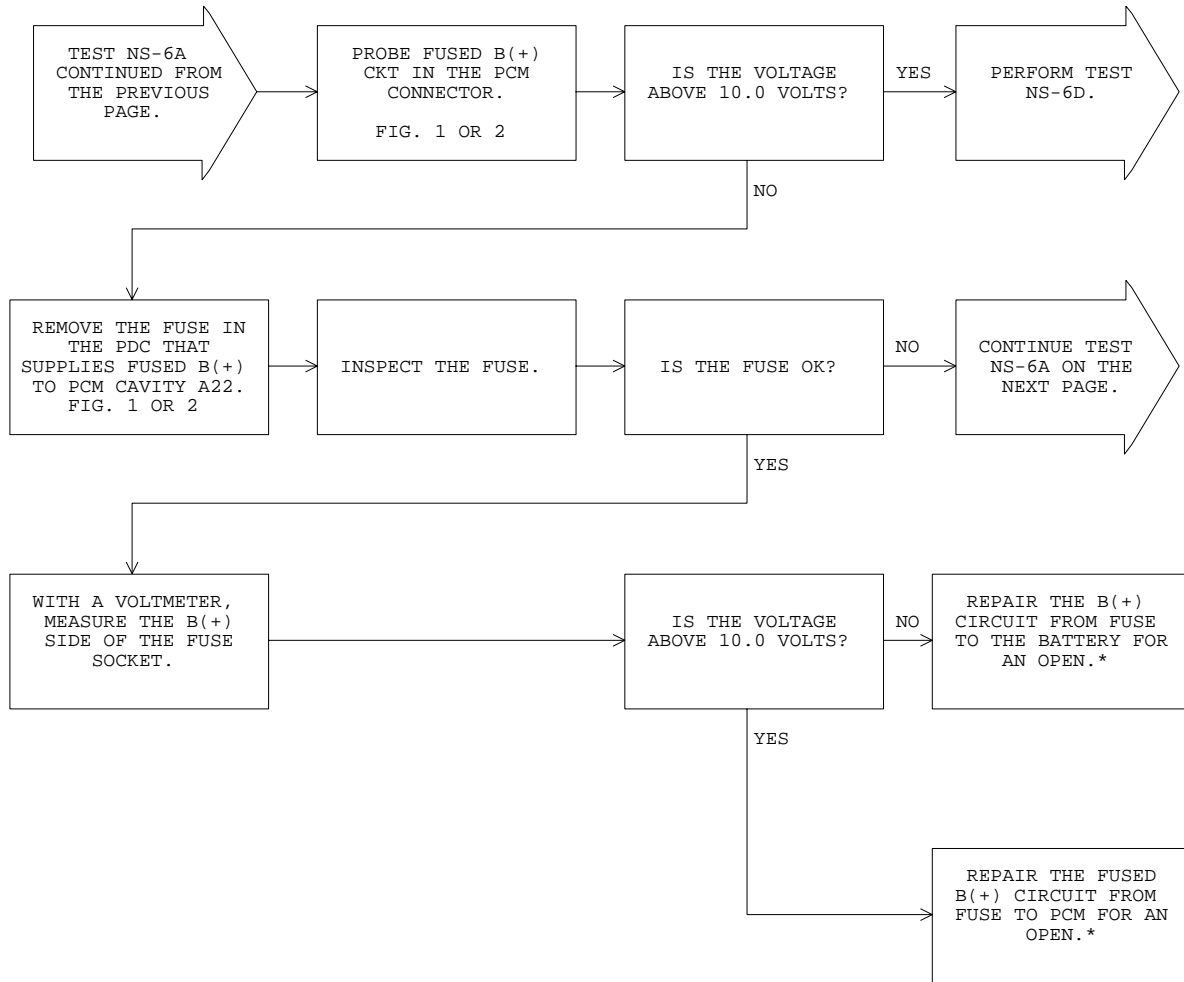 TEST NS-6A
CONTINUED FROM
THE PREVIOUS
PAGE.
PROBE FUSED B(+)
CKT IN THE PCM
CONNECTOR.
FIG. 1 OR 2
IS THE VOLTAGE
ABOVE 10.0 VOLTS?
YES
PERFORM TEST
NS-6D.
NO
REMOVE THE FUSE IN
THE PDC THAT
SUPPLIES FUSED B(+)
TO PCM CAVITY A22.
FIG. 1 OR 2
INSPECT THE FUSE.
IS THE FUSE OK?
NO
CONTINUE TEST
NS-6A ON THE
NEXT PAGE.
YES
WITH A VOLTMETER,
MEASURE THE B(+)
SIDE OF THE FUSE
SOCKET.
IS THE VOLTAGE
ABOVE 10.0 VOLTS?
NO
REPAIR THE B(+)
CIRCUIT FROM FUSE
TO THE BATTERY FOR
AN OPEN.*
YES
REPAIR THE FUSED
B(+) CIRCUIT FROM
FUSE TO PCM FOR AN
OPEN.*